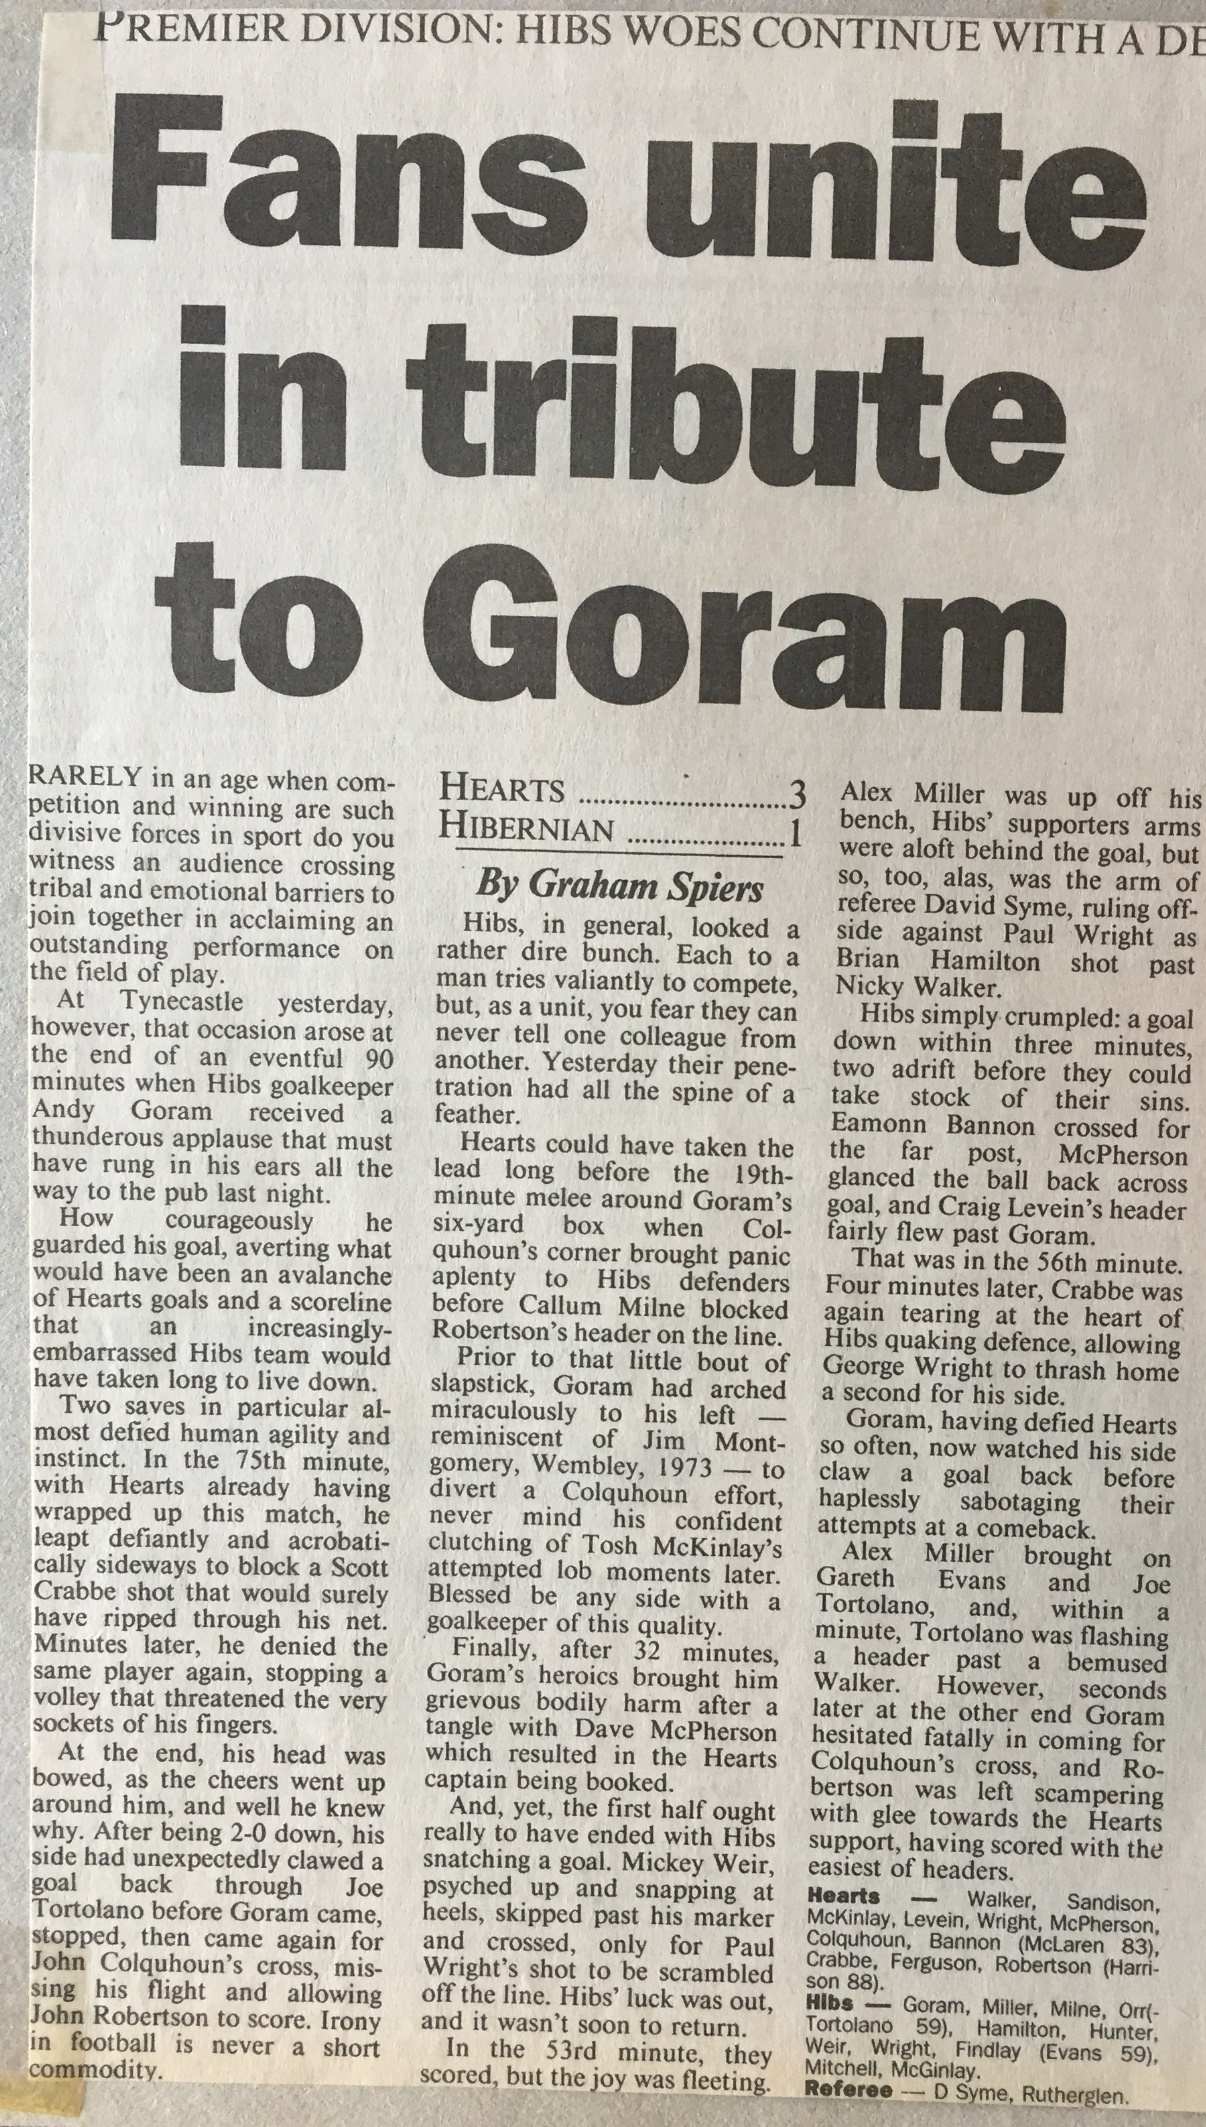 PREMIER DIVISION: HIBS WOES CONTINUE WITH A DE
Fans unite
in tribute
to Goram
RARELY in an age when com-
petition and winning are such
divisive forces in sport do you
witness an audience crossing
tribal and emotional barriers to
join together in acclaiming an
outstanding performance on
the field of play.
At Tynecastle yesterday,
however, that occasion arose at
the end of an eventful 90
minutes when Hibs goalkeeper
Andy Goram received a
thunderous applause that must
have rung in his ears all the
way to the pub last night.
How courageously he
guarded his goal, averting what
would have been an avalanche
of Hearts goals and a scoreline
that an increasingly-
embarrassed Hibs team would
have taken long to live down.
Two saves in particular al-
most defied human agility and
instinct. In the 75th minute,
with Hearts already having
wrapped up this match, he
leapt defiantly and acrobati-
cally sideways to block a Scott
Crabbe shot that would surely
have ripped through his net.
Minutes later, he denied the
same player again, stopping a
volley that threatened the very
sockets of his fingers.
At the end, his head was
bowed, as the cheers went up
around him, and well he knew
why. After being 2-0 down, his
side had unexpectedly clawed a
goal back through Joe
Tortolano before Goram came,
stopped, then came again for
John Colquhoun's cross, mis-
sing his flight and allowing
John Robertson to score. Irony
in football is never a short
commodity.
HEARTS ............................3
HIBERNIAN .......................1
By Graham Spiers
Hibs, in general, looked a
rather dire bunch. Each to a
man tries valiantly to compete,
but, as a unit, you fear they can
never tell one colleague from
another. Yesterday their pene-
tration had all the spine of a
feather.
Hearts could have taken the
lead long before the 19th-
minute melee around Goram's
six-yard box when Col-
quhoun's corner brought panic
aplenty to Hibs defenders
before Callum Milne blocked
Robertson's header on the line.
Prior to that little bout of
slapstick, Goram had arched
miraculously to his left —
reminiscent of Jim Mont-
gomery, Wembley, 1973 — to
divert a Colquhoun effort,
never mind his confident
clutching of Tosh McKinlay's
attempted lob moments later.
Blessed be any side with a
goalkeeper of this quality.
Finally, after 32 minutes,
Goram's heroics brought him
grievous bodily harm after a
tangle with Dave McPherson
which resulted in the Hearts
captain being booked.
And, yet, the first half ought
really to have ended with Hibs
snatching a goal. Mickey Weir,
psyched up and snapping at
heels, skipped past his marker
and crossed, only for Paul
Wright's shot to be scrambled
off the line. Hibs' luck was out,
and it wasn't soon to return.
In the 53rd minute, they
scored, but the joy was fleeting.
Alex Miller was up off his
bench, Hibs' supporters arms
were aloft behind the goal, but
so, too, alas, was the arm of
referee David Syme, ruling off-
side against Paul Wright as
Brian Hamilton shot past
Nicky Walker.
Hibs simply crumpled: a goal
down within three minutes,
two adrift before they could
take stock of their sins.
Eamonn Bannon crossed for
the far post, McPherson
glanced the ball back across
goal, and Craig Levein's header
fairly flew past Goram.
That was in the 56th minute.
Four minutes later, Crabbe was
again tearing at the heart of
Hibs quaking defence, allowing
George Wright to thrash home
a second for his side.
Goram, having defied Hearts
so often, now watched his side
claw a goal back before
haplessly sabotaging their
attempts at a comeback.
Alex Miller brought on
Gareth Evans and Joe
Tortolano, and, within a
minute, Tortolano was flashing
a header past a bemused
Walker. However, seconds
later at the other end Goram
hesitated fatally in coming for
Colquhoun's cross, and Ro-
bertson was left scampering
with glee towards the Hearts
support, having scored with the
easiest of headers.
Hearts — Walker, Sandison,
McKinlay, Levein, Wright, McPherson,
Colquhoun, Bannon (McLaren 83),
Crabbe, Ferguson, Robertson (Harri-
son 88).
Hibs — Goram, Miller, Milne, Orr(-
Tortolano 59), Hamilton, Hunter,
Weir, Wright, Findlay (Evans 59),
Mitchell, McGinlay.
Referee — D Syme, Rutherglen.